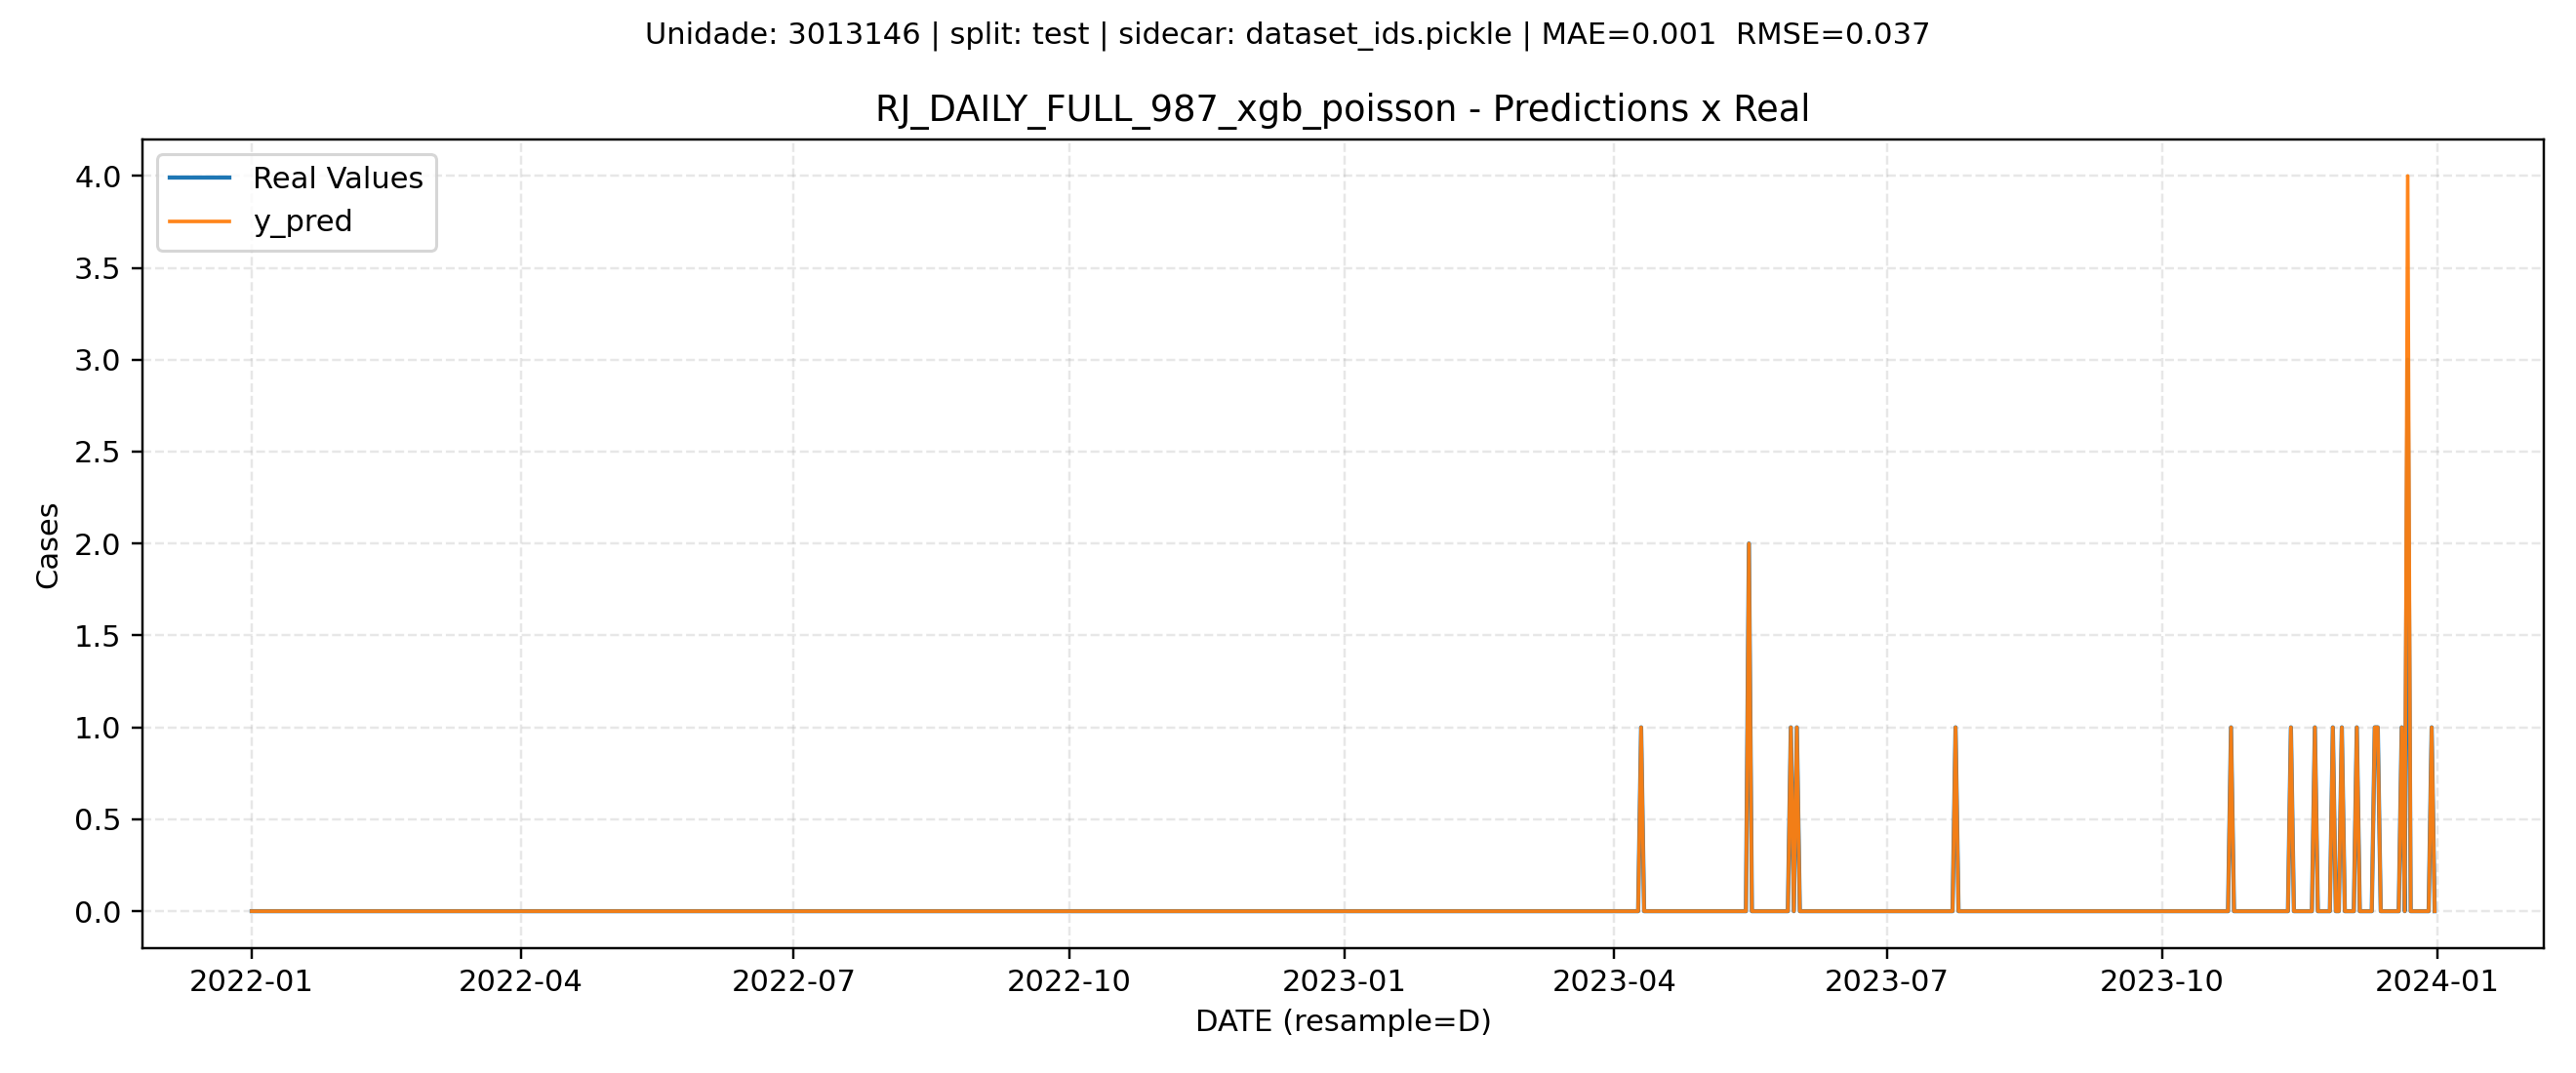 Unidade: 3013146 | split: test | sidecar: dataset_ids.pickle | MAE=0.001  RMSE=0.037
RJ_DAILY_FULL_987_xgb_poisson - Predictions x Real
Real Values
y_pred
4.0
3.5
3.0
2.5
2.0
1.5
1.0
0.5
0.0
Cases
2022-01 2022-04 2022-07 2022-10 2023-01 2023-04 2023-07 2023-10 2024-01
DATE (resample=D)